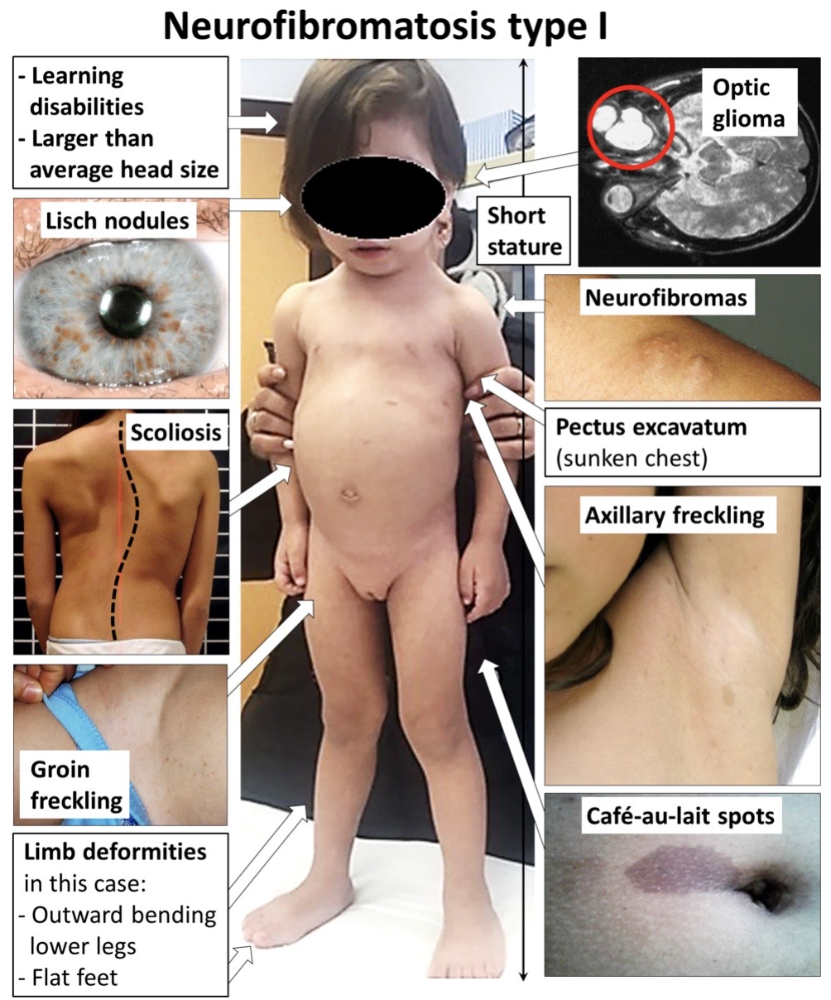 Neurofibromatosis type I
- Learning
disabilities
- Larger than
average head size
Optic
glioma
Lisch nodules
Short
stature
Neurofibromas
Scoliosis
Pectus excavatum
(sunken chest)
Axillary freckling
Groin
freckling
Café-au-lait spots
Limb deformities
in this case:
- Outward bending
lower legs
- Flat feet